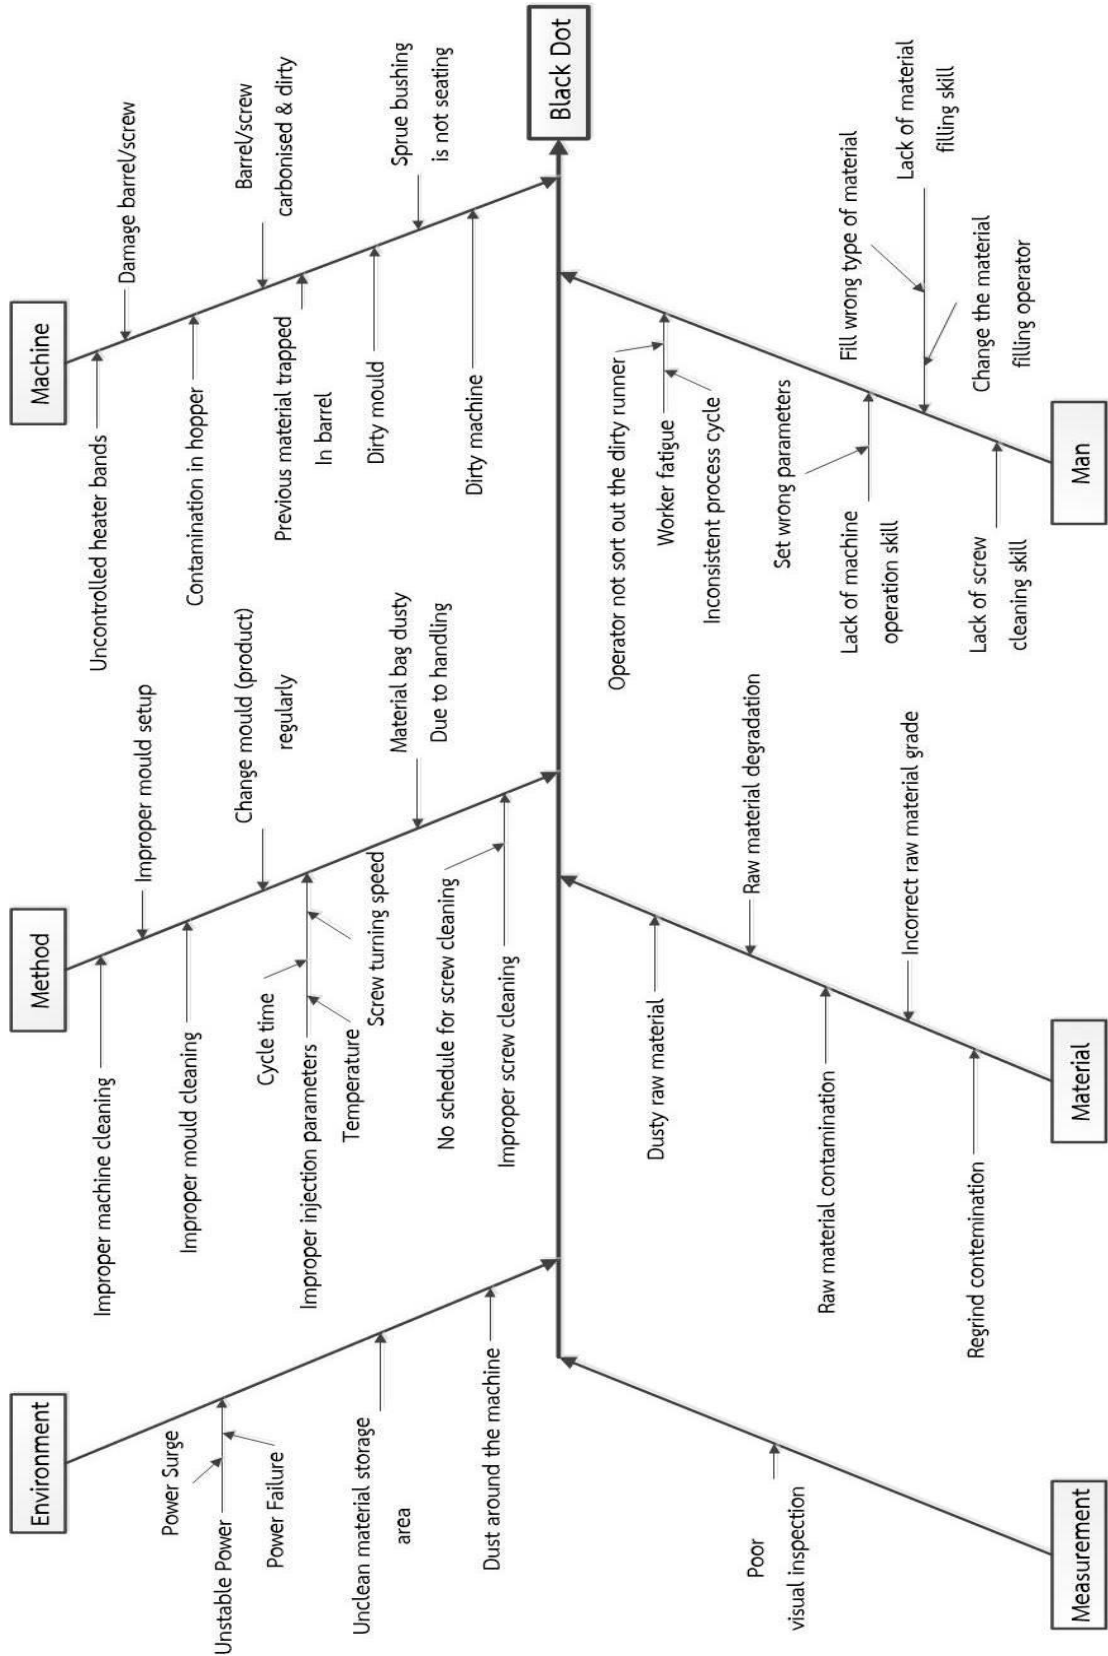 Environment
Power Surge
Unstable Power
Power Failure
Unclean material storage
area
Dust around the machine
Method
Improper machine cleaning
Improper mould setup
Improper mould cleaning
Change mould (product)
regularly
Cycle time
Improper injection parameters
Temperature
Screw turning speed
Material bag dusty
Due to handling
No schedule for screw cleaning
Improper screw cleaning
Machine
Uncontrolled heater bands
Damage barrel/screw
Contamination in hopper
Barrel/screw
carbonised & dirty
Previous material trapped
In barrel
Dirty mould
Sprue bushing
is not seating
Dirty machine
Black Dot
Poor
visual inspection
Measurement
Dusty raw material
Raw material degradation
Raw material contamination
Incorrect raw material grade
Regrind contemination
Material
Operator not sort out the dirty runner
Worker fatigue
Inconsistent process cycle
Set wrong parameters
Lack of machine
operation skill
Fill wrong type of material
Lack of material
filling skill
Change the material
filling operator
Lack of screw
cleaning skill
Man